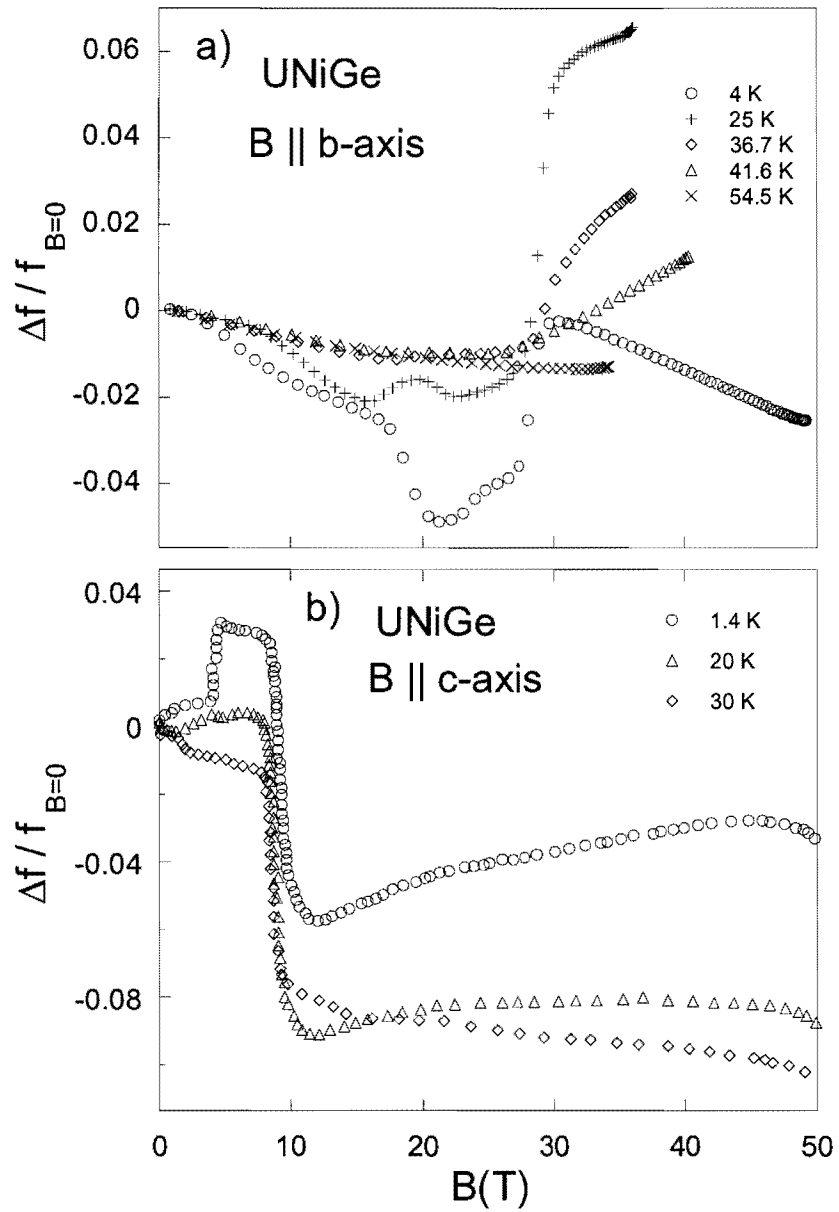 0.06
0.04
0.02
0
-0.02
-0.04
Δf / f B=0
a)
UNiGe
B || b-axis
4 K
25 K
36.7 K
41.6 K
54.5 K
0.04
0
-0.04
-0.08
Δf / f B=0
b)
UNiGe
B || c-axis
1.4 K
20 K
30 K
0 10 20 30 40 50
B(T)